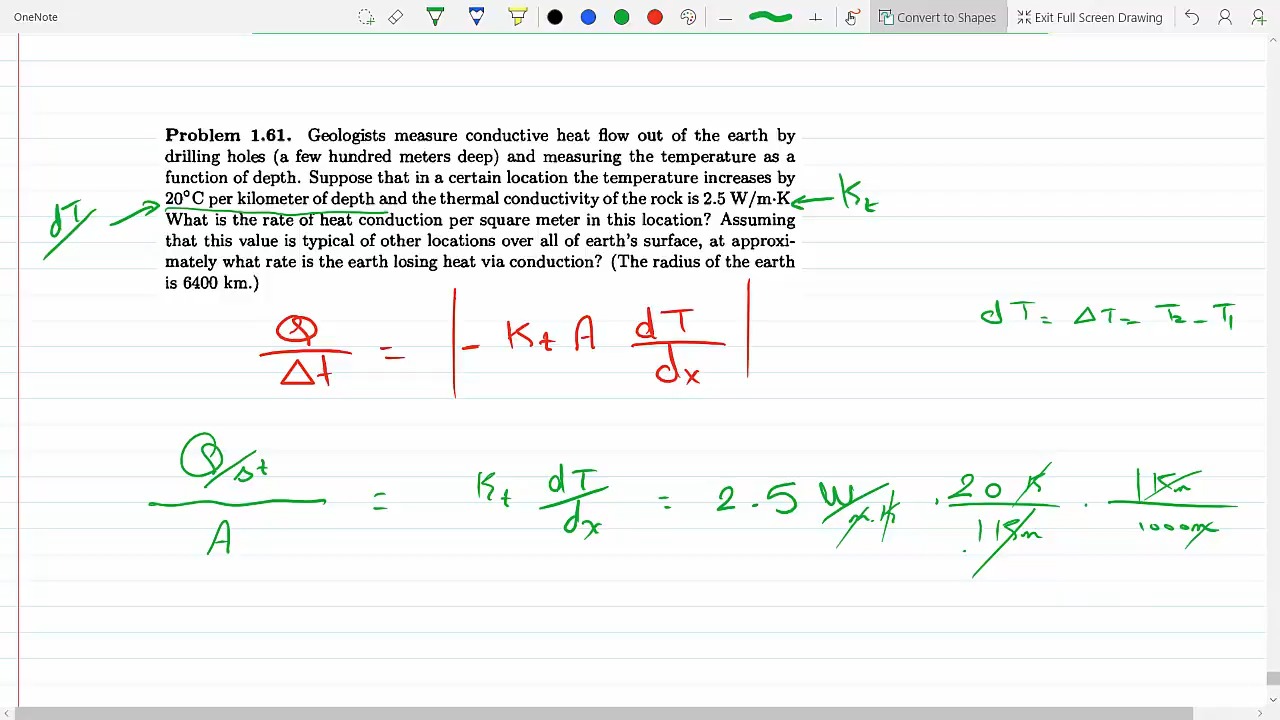 OneNote
Convert to Shapes
Exit Full Screen Drawing
Problem 1.61. Geologists measure conductive heat flow out of the earth by
drilling holes (a few hundred meters deep) and measuring the temperature as a
function of depth. Suppose that in a certain location the temperature increases by
20°C per kilometer of depth and the thermal conductivity of the rock is 2.5 W/m·K.
What is the rate of heat conduction per square meter in this location? Assuming
that this value is typical of other locations over all of earth's surface, at approxi-
mately what rate is the earth losing heat via conduction? (The radius of the earth
is 6400 km.)
dT
Kt
dT = ΔT = T2 - T1
Q/Δt = |- Kt A dT/dx|
Q/Δt / A = Kt dT/dx = 2.5 W/m.K . 20 K/1 Km . 1 Km/1000m